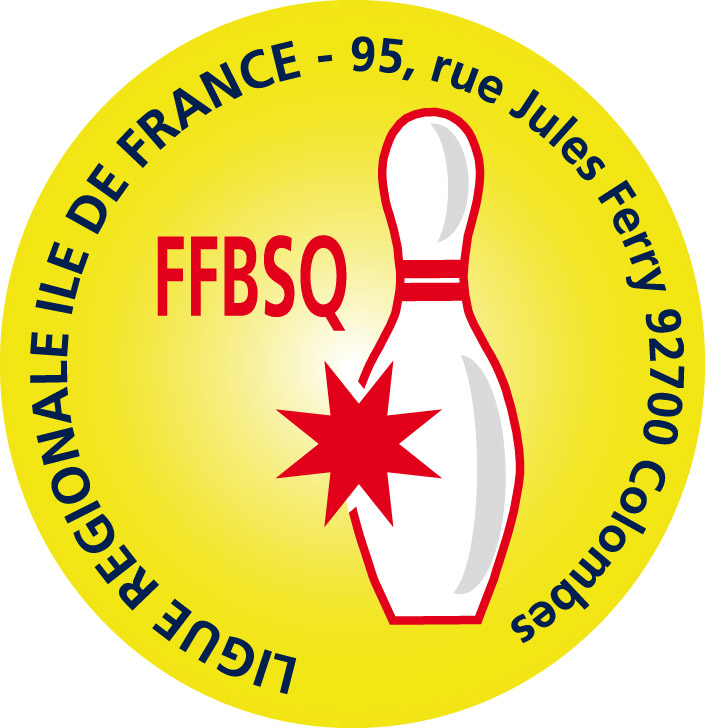 LIGUE REGIONALE ILE DE FRANCE - 95, rue Jules Ferry 92700 Colombes
FFBSQ